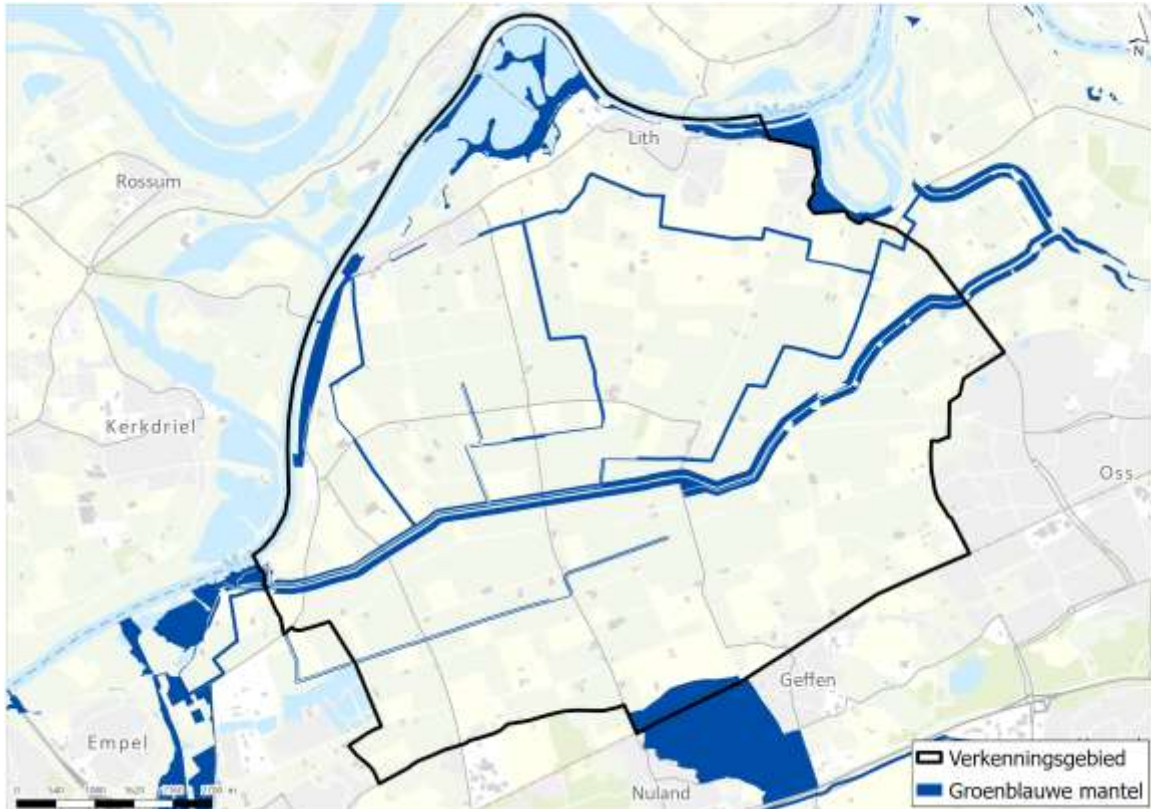 N
Lith
Rossum
Kerkdriel
Oss
Geffen
Empel
Nuland
Verkenningsgebied
Groenblauwe mantel